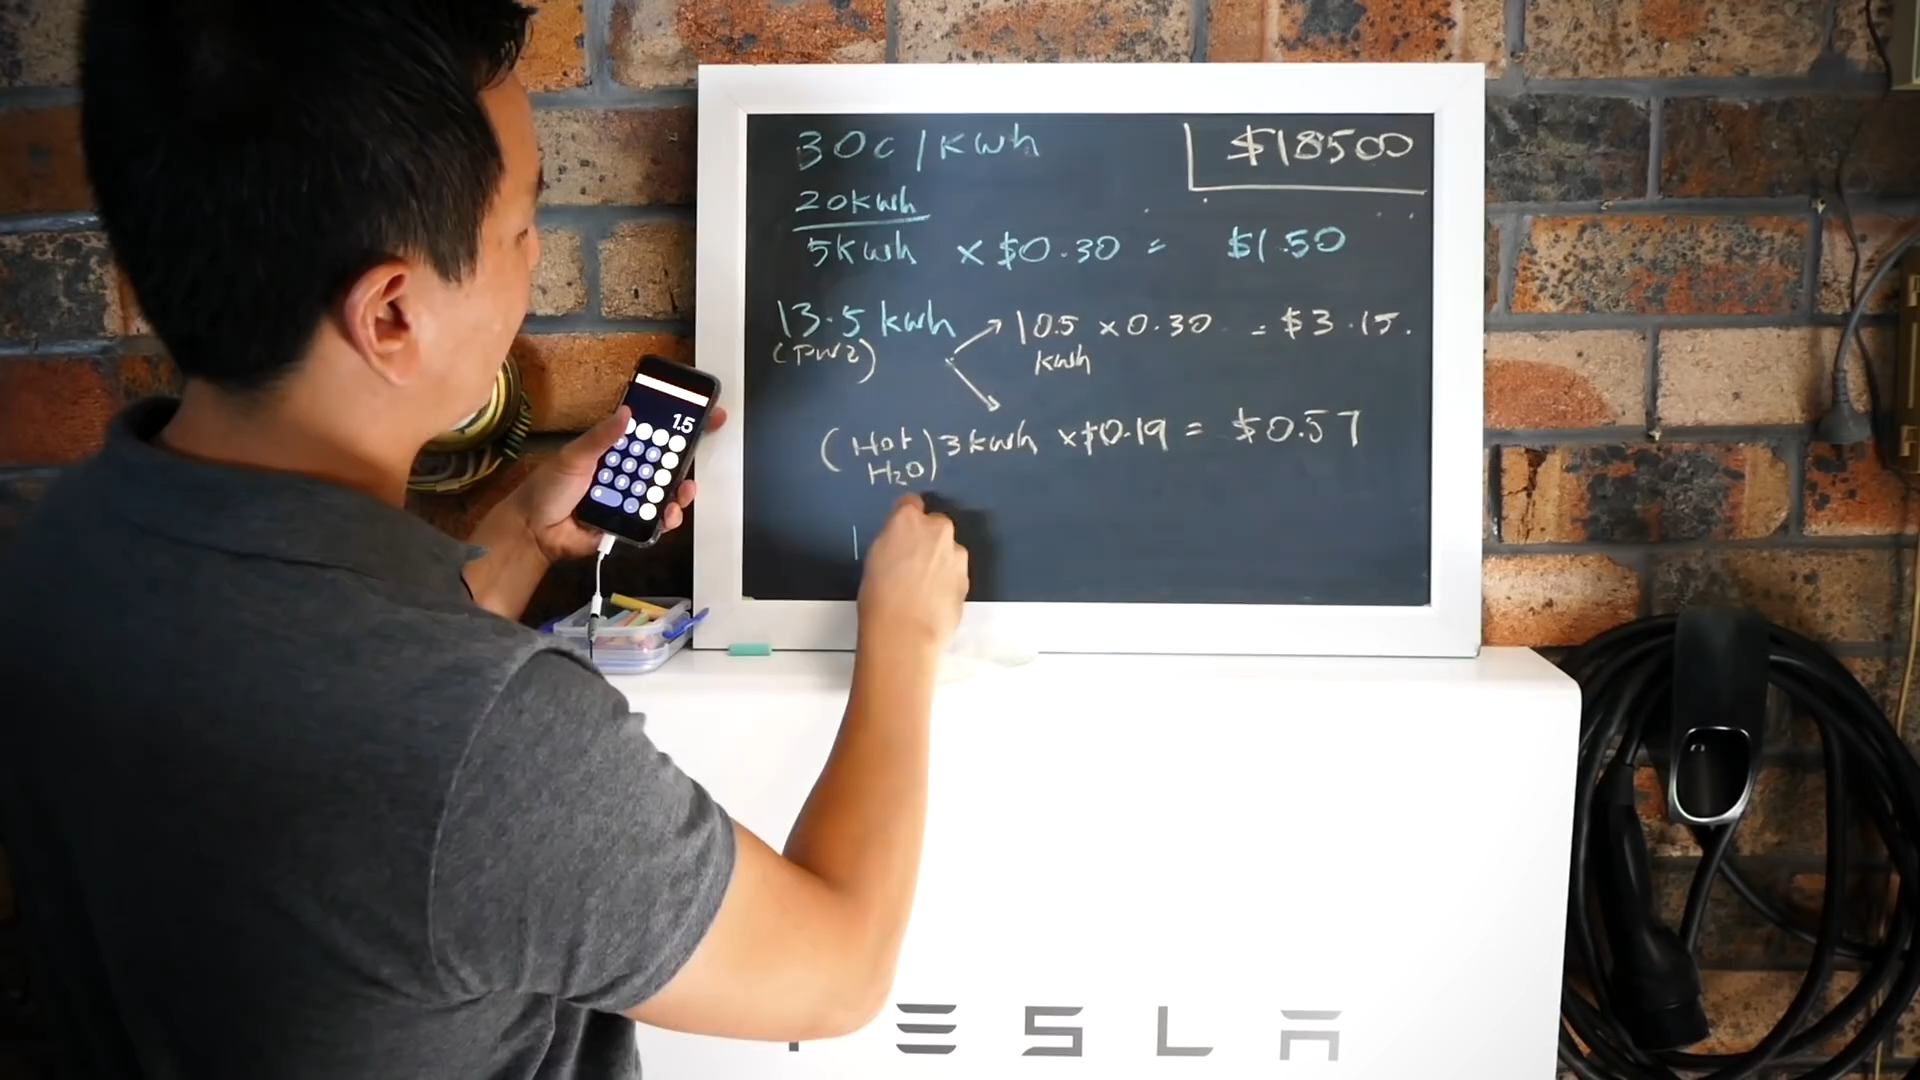 30c/kwh
$18500
20kwh
5kwh × $0.30 = $1.50
13.5 kwh → 10.5 × 0.30 = $3.15.
(PW2) kwh
(Hot H₂O) 3kwh × $0.19 = $0.57
1
1.5
TESLA